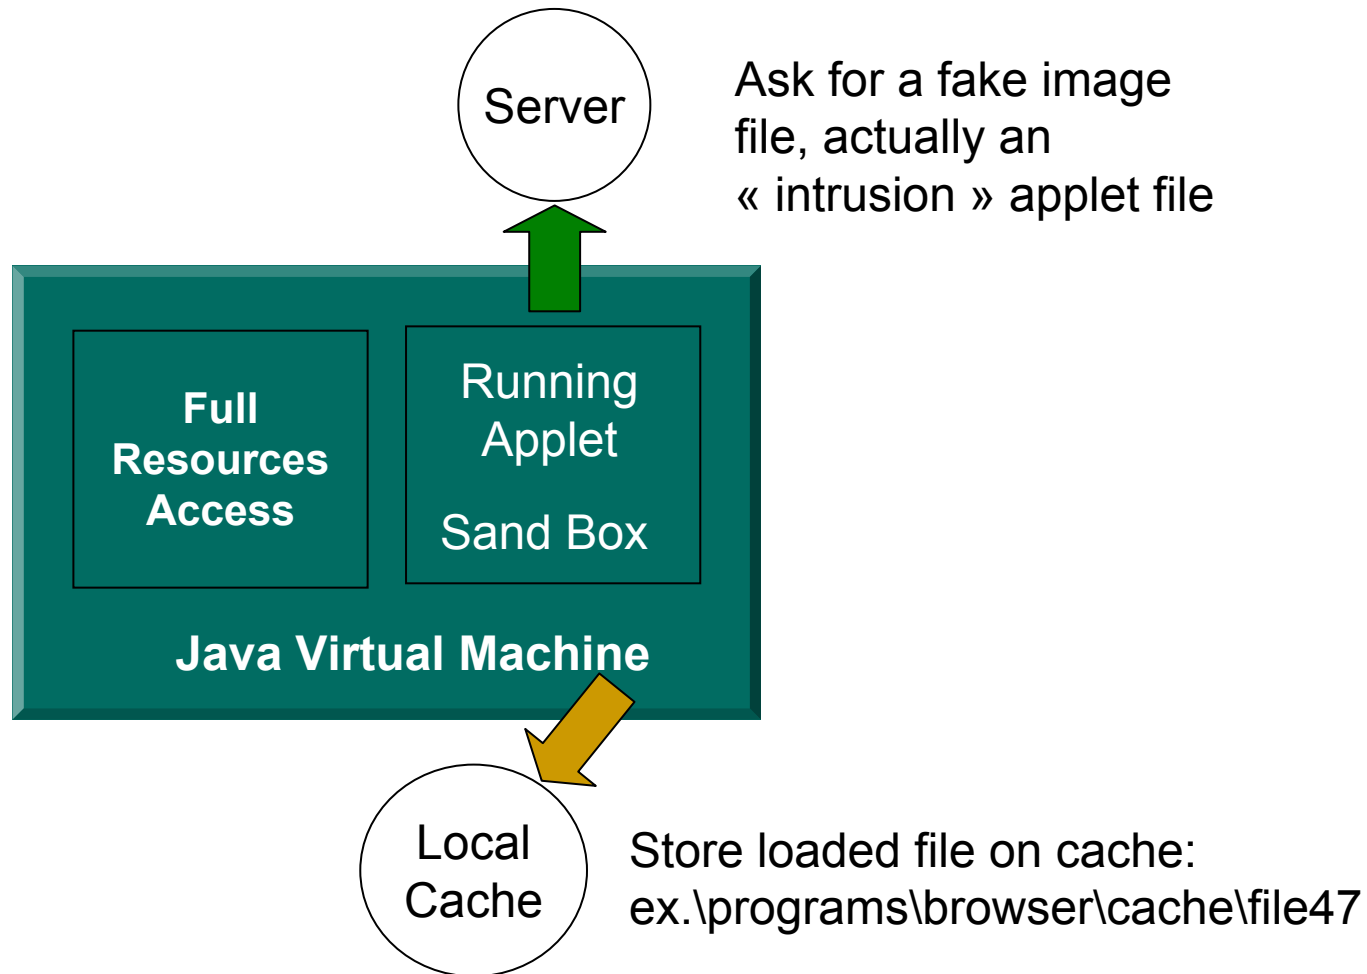 Server
Ask for a fake image
file, actually an
« intrusion » applet file
Full
Resources
Access
Running
Applet
Sand Box
Java Virtual Machine
Local
Cache
Store loaded file on cache:
ex.\programs\browser\cache\file47